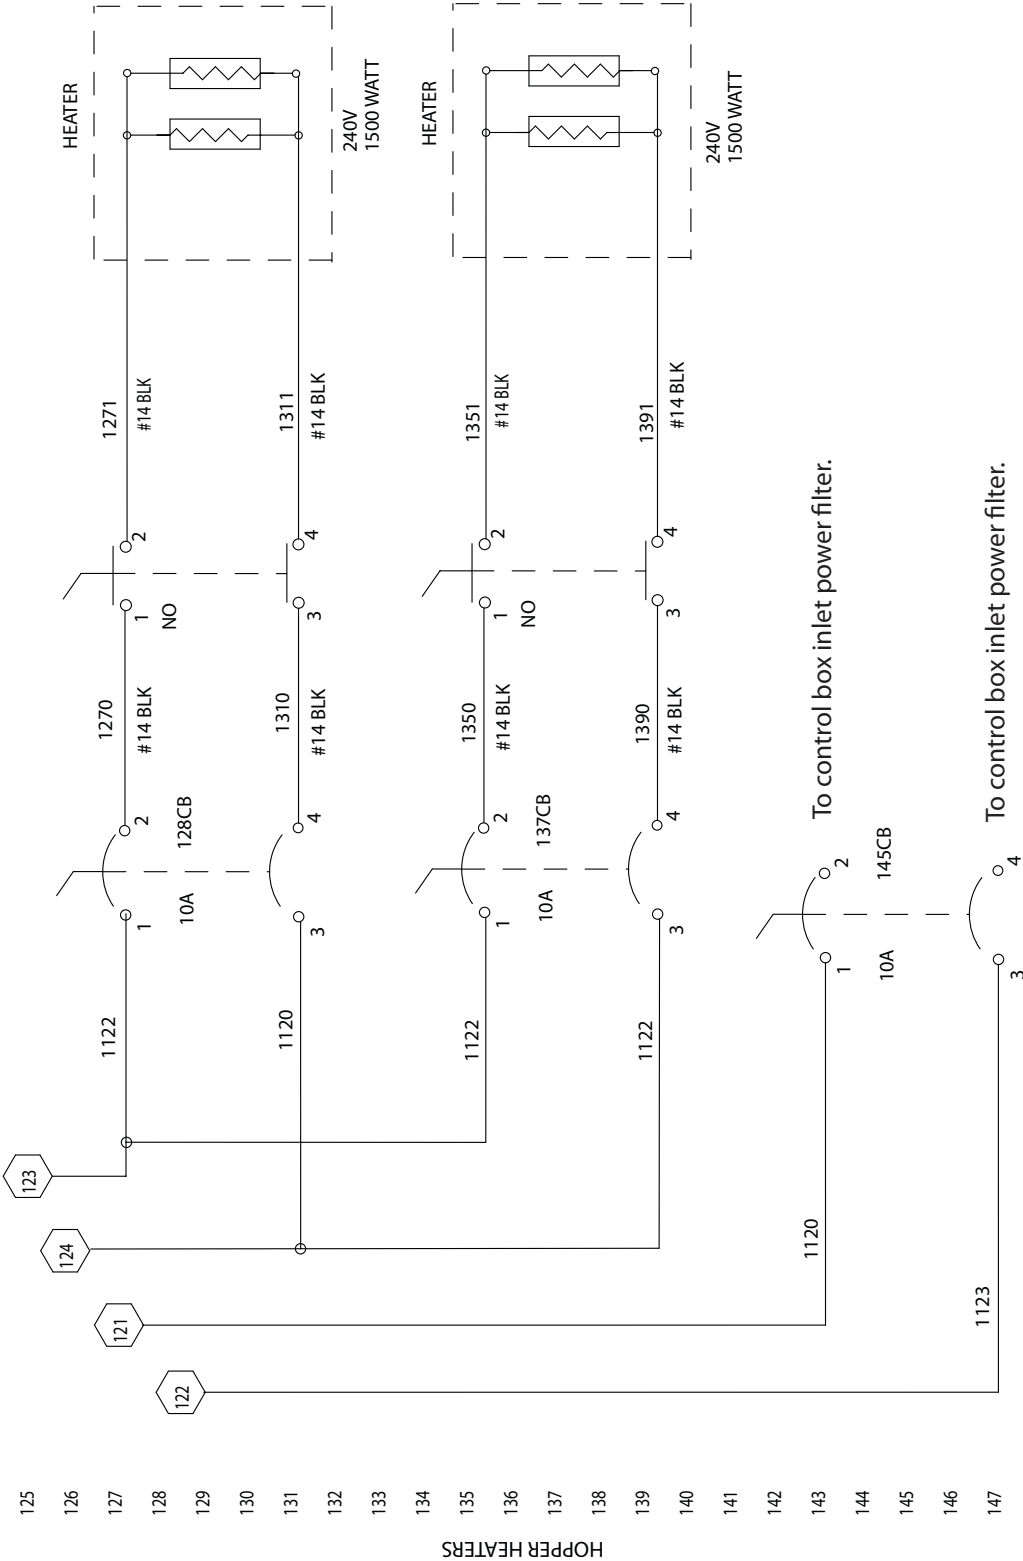 HOPPER HEATERS
125
126
127
128
129
130
131
132
133
134
135
136
137
138
139
140
141
142
143
144
145
146
147
123
124
121
122
1122
1
2
10A
128CB
1270
#14 BLK
1
2
NO
1271
#14 BLK
HEATER
1120
3
4
1310
#14 BLK
3
4
1311
#14 BLK
240V
1500 WATT
1122
1
2
10A
137CB
1350
#14 BLK
1
2
NO
1351
#14 BLK
HEATER
1122
3
4
1390
#14 BLK
3
4
1391
#14 BLK
240V
1500 WATT
1120
1
2
10A
145CB
To control box inlet power filter.
1123
3
4
To control box inlet power filter.